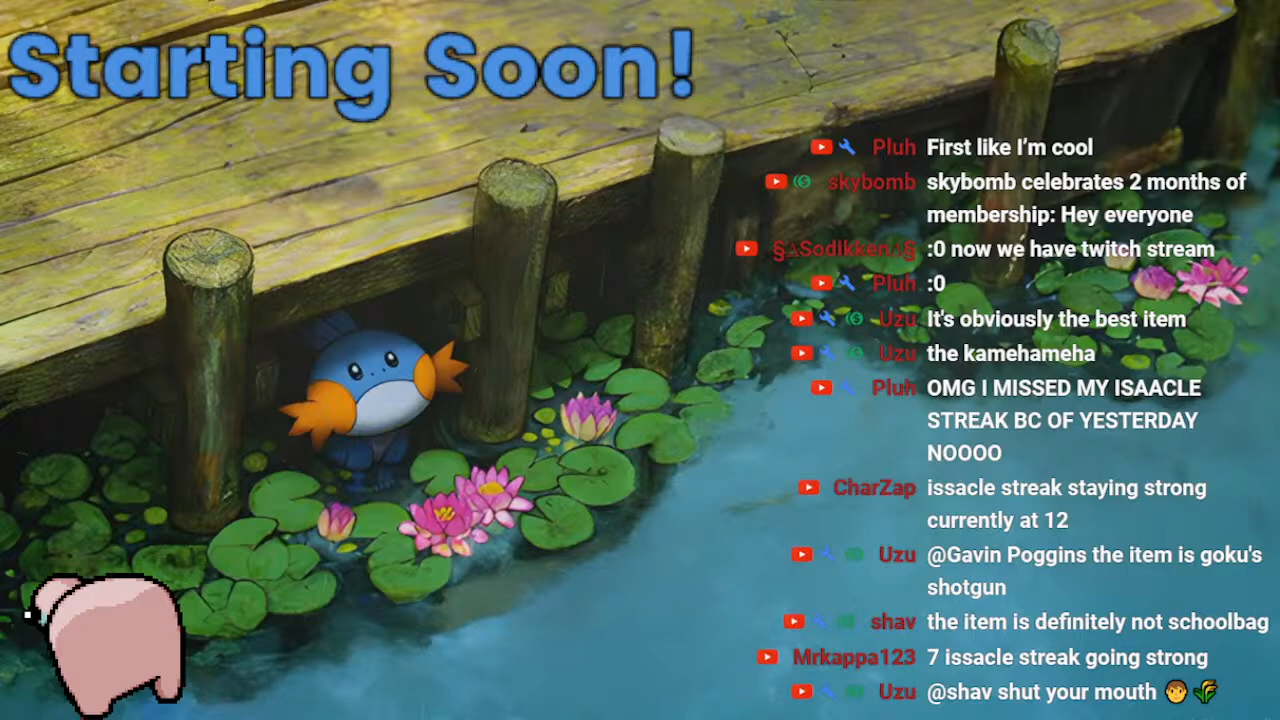 Starting Soon!
Pluh First like I'm cool
skybomb skybomb celebrates 2 months of
membership: Hey everyone
Sodikken :0 now we have twitch stream
Pluh :0
Uzu It's obviously the best item
Uzu the kamehameha
Pluh OMG I MISSED MY ISAACLE
STREAK BC OF YESTERDAY
NOOOO
CharZap issacle streak staying strong
currently at 12
Uzu @Gavin Poggins the item is goku's
shotgun
shav the item is definitely not schoolbag
Mrkappa123 7 issacle streak going strong
Uzu @shav shut your mouth 👨🌾